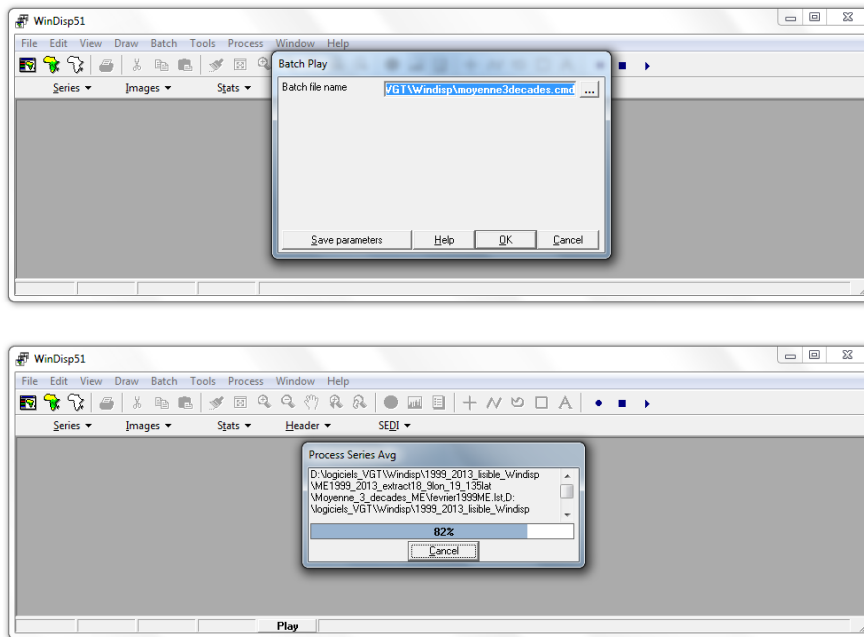 WinDisp51
File Edit View Draw Batch Tools Process Window Help
Series Images Stats
Batch Play
Batch file name VGT\Windisp\moyenne3decades.cmd ...
Save parameters Help OK Cancel
WinDisp51
File Edit View Draw Batch Tools Process Window Help
Series Images Stats Header SEDI
Process Series Avg
D:\logiciels_VGT\Windisp\1999_2013_lisible_Windisp
\ME1999_2013_extract18_9lon_19_135lat
\Moyenne_3_decades_ME\fevrier1999ME.lst,D:
\logiciels_VGT\Windisp\1999_2013_lisible_Windisp
82%
Cancel
Play